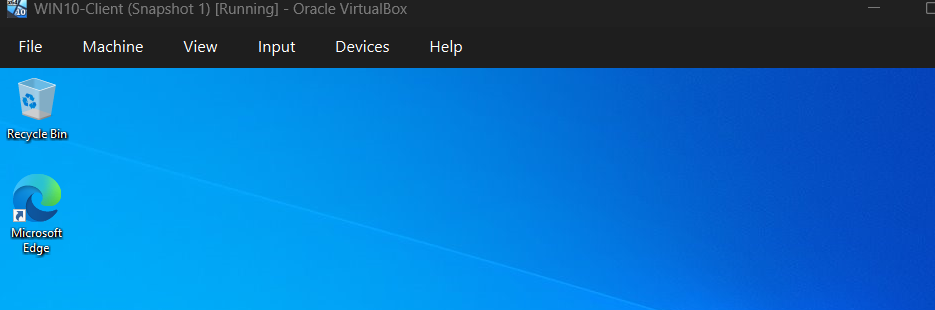 WIN10-Client (Snapshot 1) [Running] - Oracle VirtualBox
File Machine View Input Devices Help
Recycle Bin
Microsoft
Edge